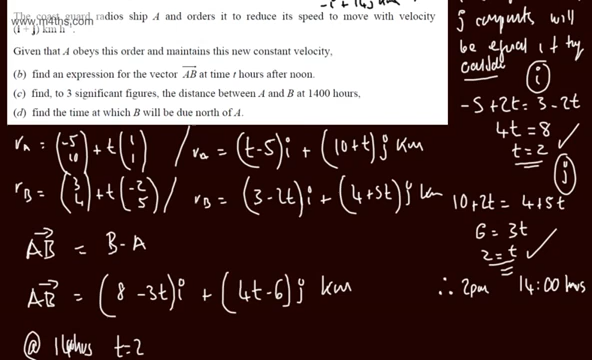 -5 + 14j km
The coast guard radios ship A and orders it to reduce its speed to move with velocity
www.m4ths.com
(i + j) km h⁻¹.
Given that A obeys this order and maintains this new constant velocity,
(b) find an expression for the vector AB at time t hours after noon.
(c) find, to 3 significant figures, the distance between A and B at 1400 hours,
(d) find the time at which B will be due north of A.
rA = (-5 10) + t(1 1) / ra = (t-5)i + (10+t)j km
rB = (3 4) + t(-2 5) / rB = (3-2t)i + (4+5t)j km
AB = B-A
AB = (8-3t)i + (4t-6)j km
@ 14hrs t=2
j components will
be equal if they
collide
i
-5+2t = 3-2t
4t=8
t=2 ✓
j
10+2t = 4+5t
6 = 3t
2=t ✓
∴ 2pm 14:00 hrs